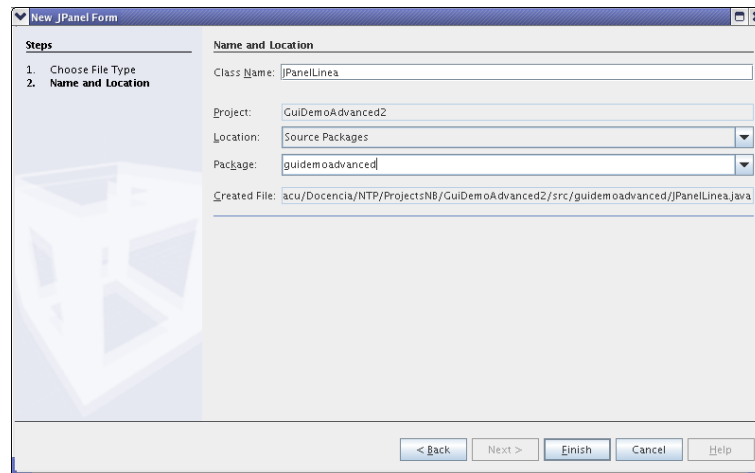 New JPanel Form
Steps
1. Choose File Type
2. Name and Location
Name and Location
Class Name: JPanelLinea
Project: GuiDemoAdvanced2
Location: Source Packages
Package: guidemoadvanced
Created File: acu/Docencia/NTP/ProjectsNB/GuiDemoAdvanced2/src/guidemoadvanced/JPanelLinea.java
< Back Next > Finish Cancel Help